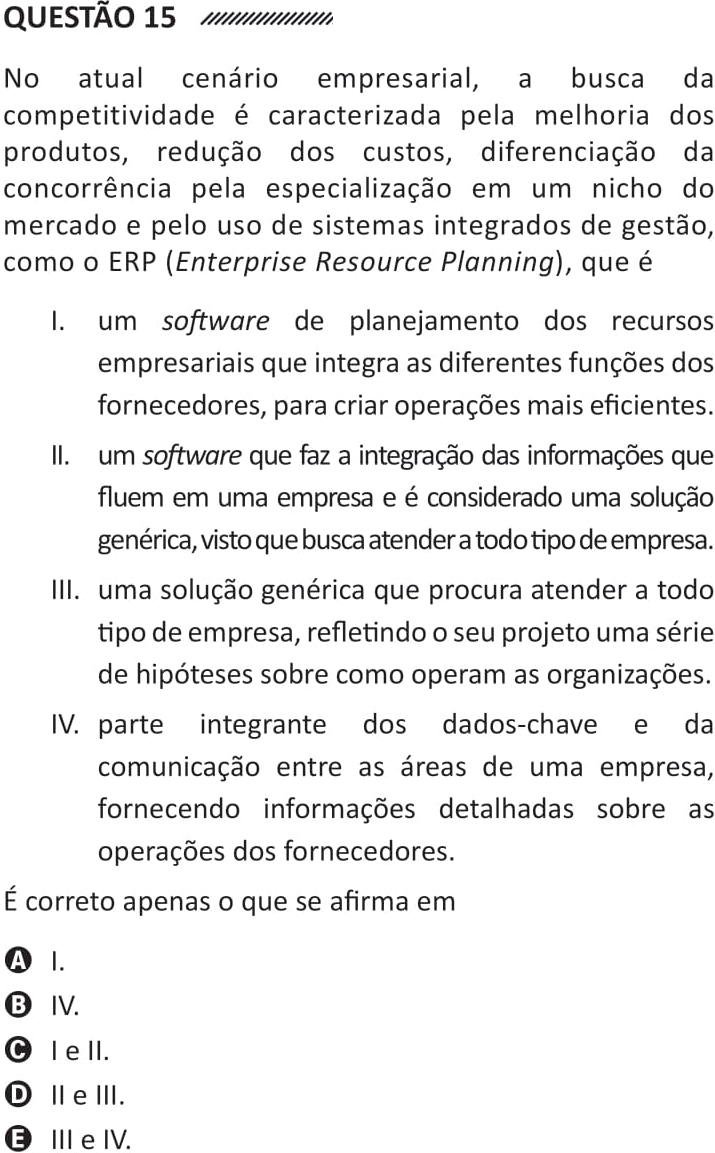 QUESTÃO 15
No atual cenário empresarial, a busca da
competitividade é caracterizada pela melhoria dos
produtos, redução dos custos, diferenciação da
concorrência pela especialização em um nicho do
mercado e pelo uso de sistemas integrados de gestão,
como o ERP (Enterprise Resource Planning), que é
I. um software de planejamento dos recursos
empresariais que integra as diferentes funções dos
fornecedores, para criar operações mais eficientes.
II. um software que faz a integração das informações que
fluem em uma empresa e é considerado uma solução
genérica, visto que busca atender a todo tipo de empresa.
III. uma solução genérica que procura atender a todo
tipo de empresa, refletindo o seu projeto uma série
de hipóteses sobre como operam as organizações.
IV. parte integrante dos dados-chave e da
comunicação entre as áreas de uma empresa,
fornecendo informações detalhadas sobre as
operações dos fornecedores.
É correto apenas o que se afirma em
A I.
B IV.
C I e II.
D II e III.
E III e IV.